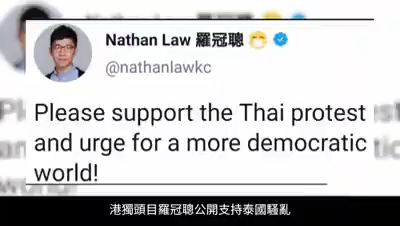 Nathan Law 羅冠聰
@nathanlawkc
Please support the Thai protest
and urge for a more democratic
world!
港獨頭目羅冠聰公開支持泰國騷亂